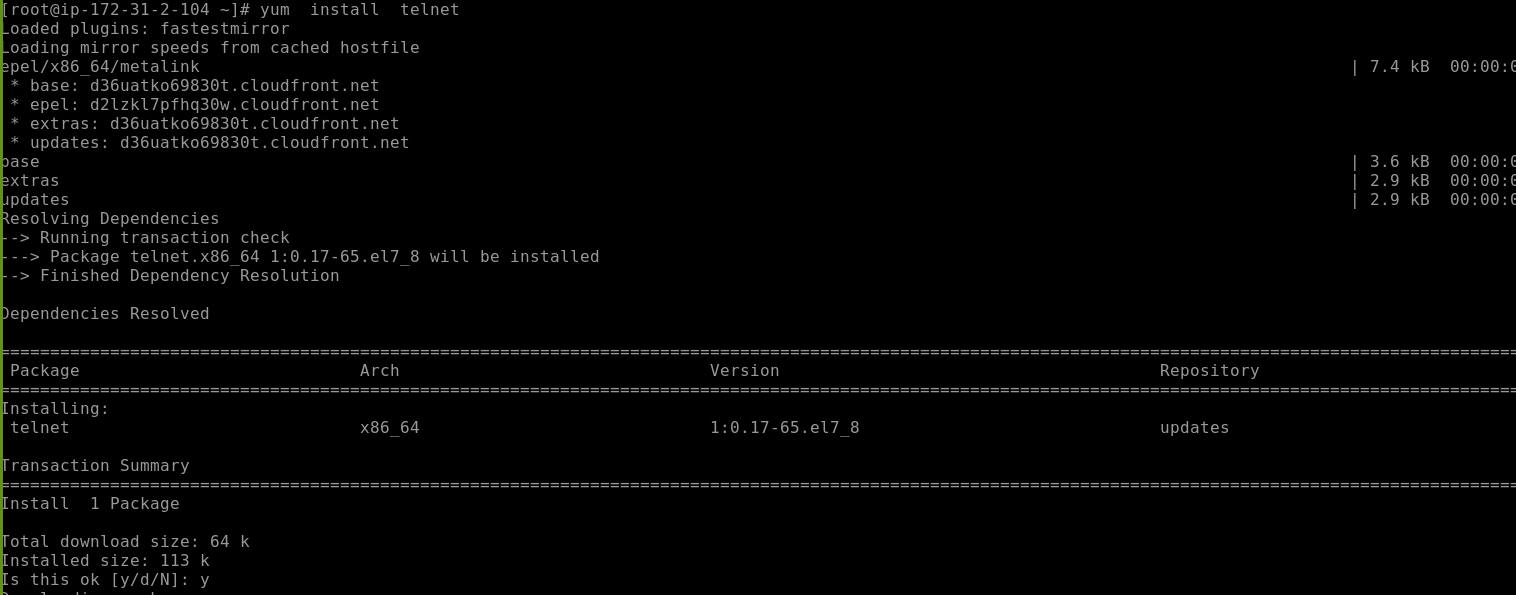 [root@ip-172-31-2-104 ~]# yum  install  telnet
Loaded plugins: fastestmirror
Loading mirror speeds from cached hostfile
epel/x86_64/metalink | 7.4 kB  00:00:0
 * base: d36uatko69830t.cloudfront.net
 * epel: d2lzkl7pfhq30w.cloudfront.net
 * extras: d36uatko69830t.cloudfront.net
 * updates: d36uatko69830t.cloudfront.net
base | 3.6 kB  00:00:0
extras | 2.9 kB  00:00:0
updates | 2.9 kB  00:00:0
Resolving Dependencies
--> Running transaction check
---> Package telnet.x86_64 1:0.17-65.el7_8 will be installed
--> Finished Dependency Resolution
Dependencies Resolved
Package Arch Version Repository
Installing:
telnet x86_64 1:0.17-65.el7_8 updates
Transaction Summary
Install  1 Package
Total download size: 64 k
Installed size: 113 k
Is this ok [y/d/N]: y